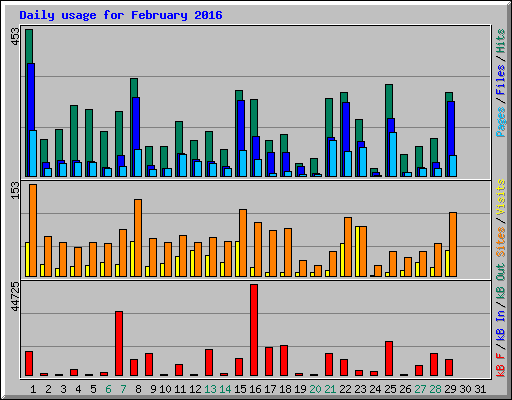 Daily usage for February 2016
453
Pages / Files / Hits
153
Sites / Visits
44725
kB F / kB In / kB Out
1 2 3 4 5 6 7 8 9 10 11 12 13 14 15 16 17 18 19 20 21 22 23 24 25 26 27 28 29 30 31